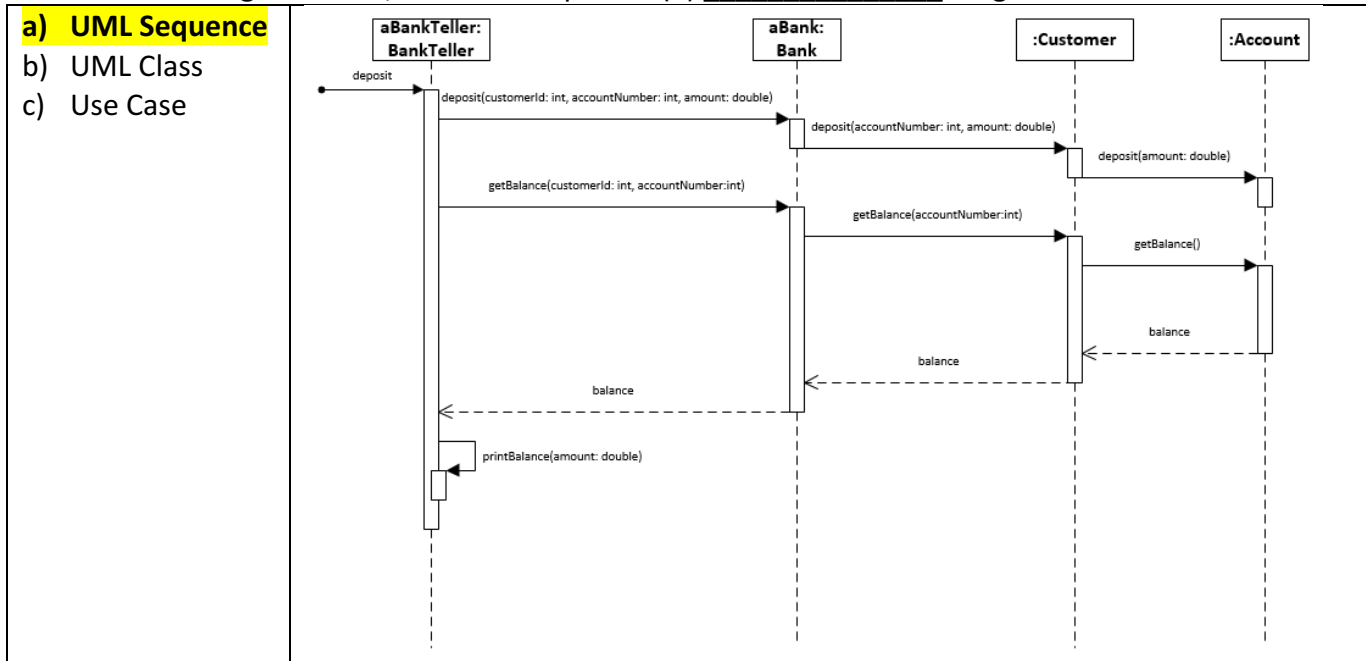 a) UML Sequence
b) UML Class
c) Use Case
aBankTeller:
BankTeller
aBank:
Bank
:Customer
:Account
deposit
deposit(customerId: int, accountNumber: int, amount: double)
deposit(accountNumber: int, amount: double)
deposit(amount: double)
getBalance(customerId: int, accountNumber:int)
getBalance(accountNumber:int)
getBalance()
balance
balance
balance
printBalance(amount: double)